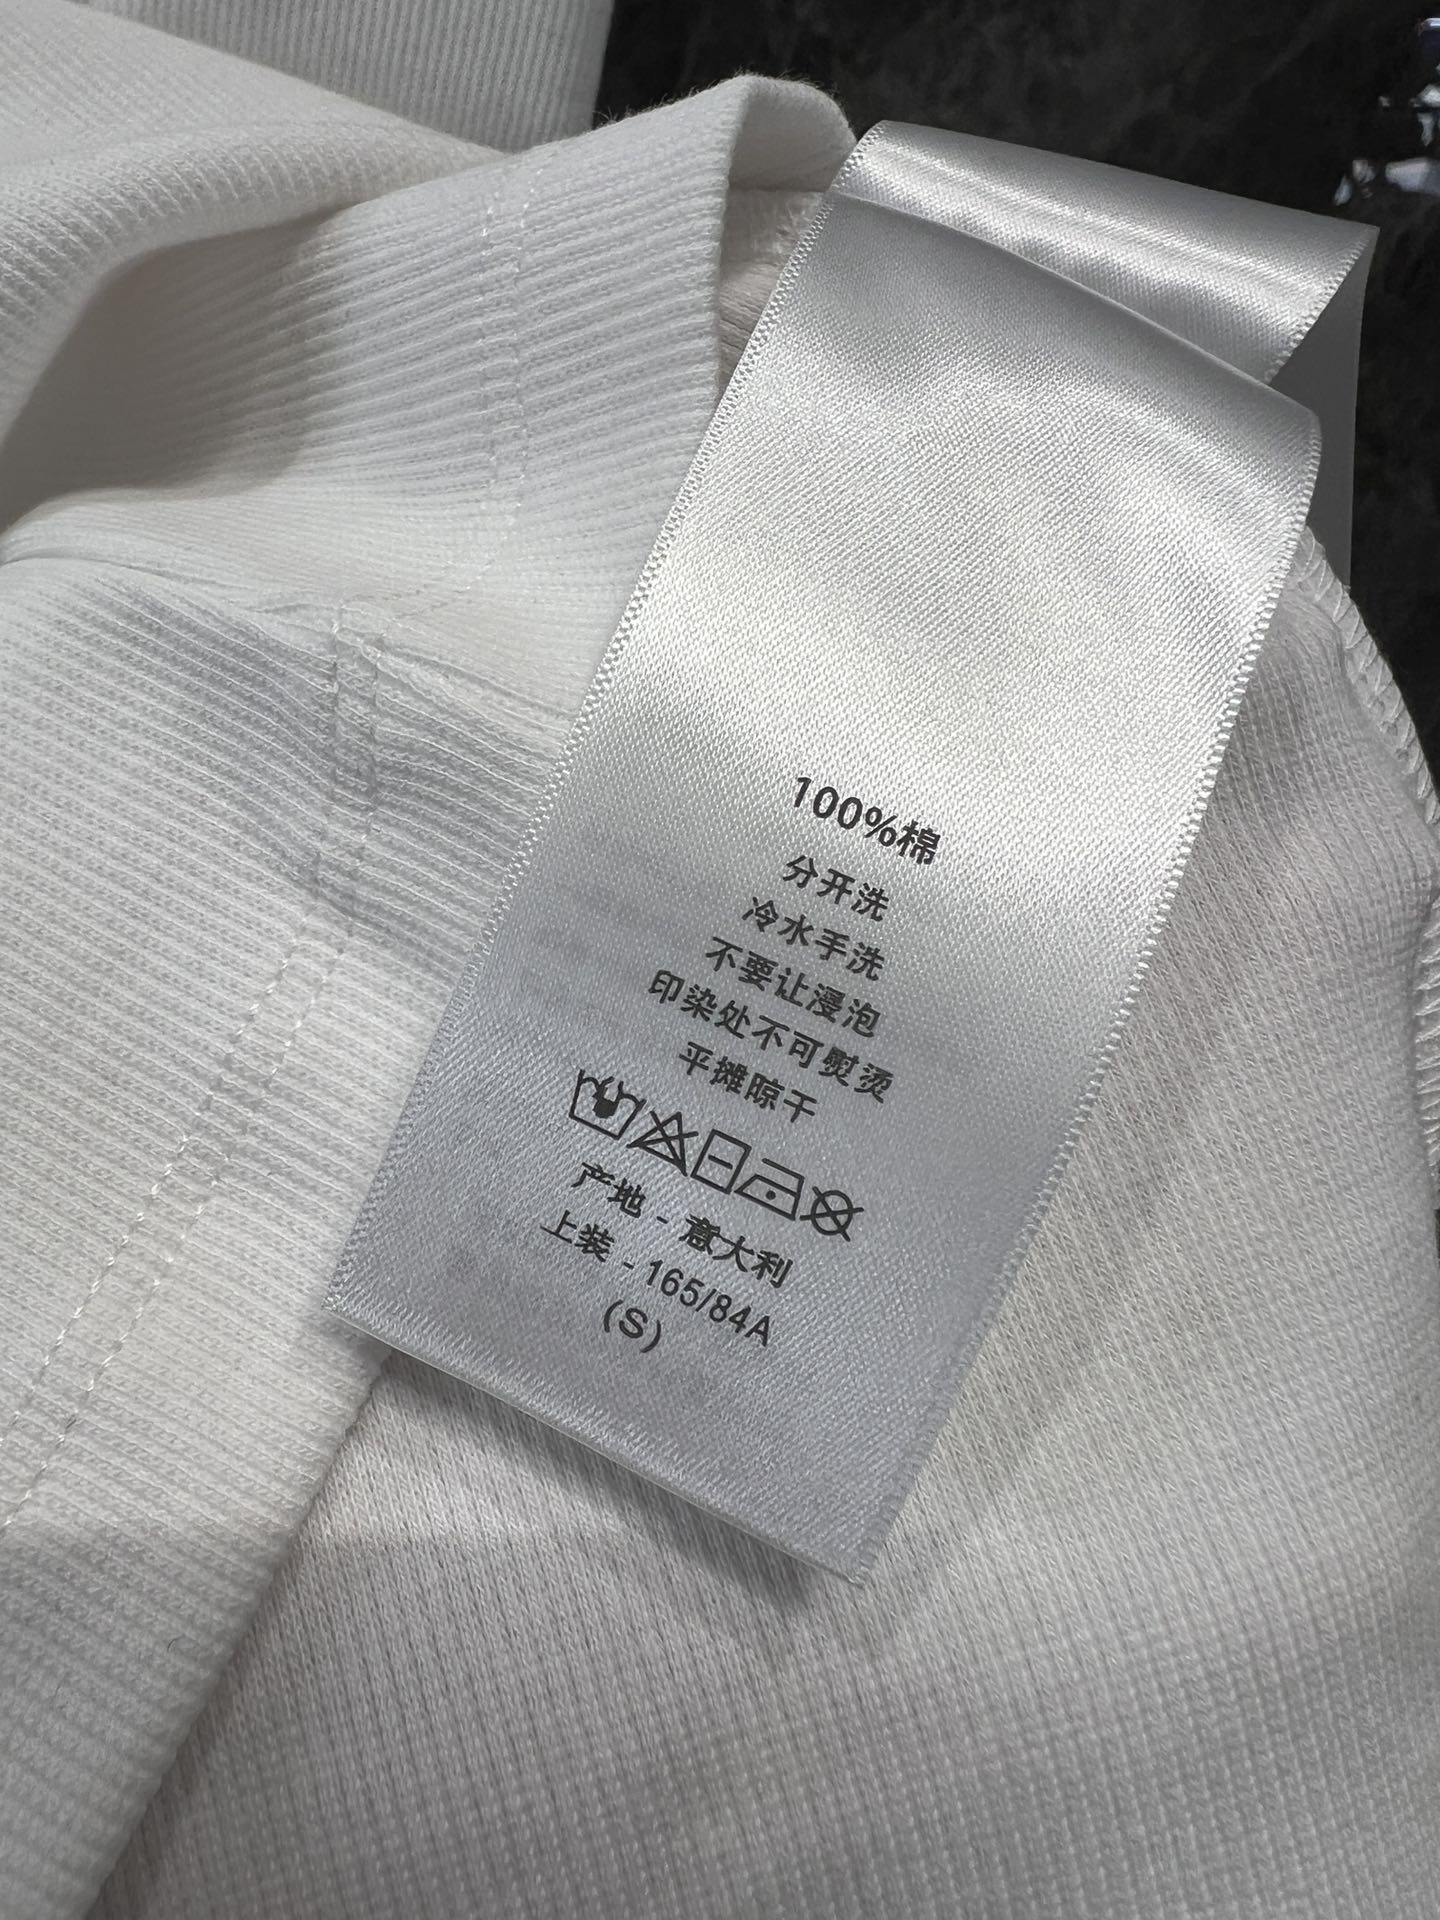 100%棉
分开洗
冷水手洗
不要让浸泡
印染处不可熨烫
平摊晾干
产地 - 意大利
上装 - 165/84A
(S)